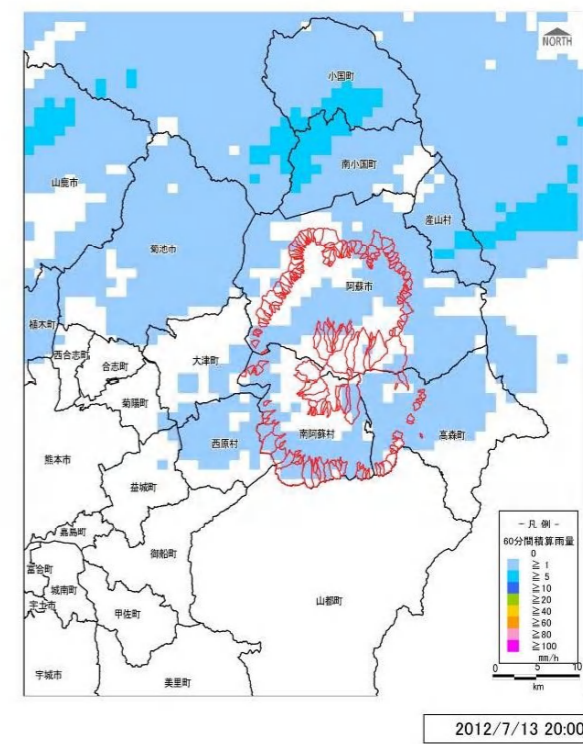 NORTH
小国町
南小国町
山鹿市
産山村
菊池市
阿蘇市
植木町
西合志町
合志町
大津町
菊陽町
西原村
南阿蘇村
高森町
熊本市
益城町
嘉島町
御船町
富合町
城南町
宇土市
甲佐町
山都町
宇城市
美里町
- 凡 例 -
60分間積算雨量
0
≧ 1
≧ 5
≧ 10
≧ 20
≧ 40
≧ 60
≧ 80
≧ 100
mm/h
0 5 10
km
2012/7/13 20:00